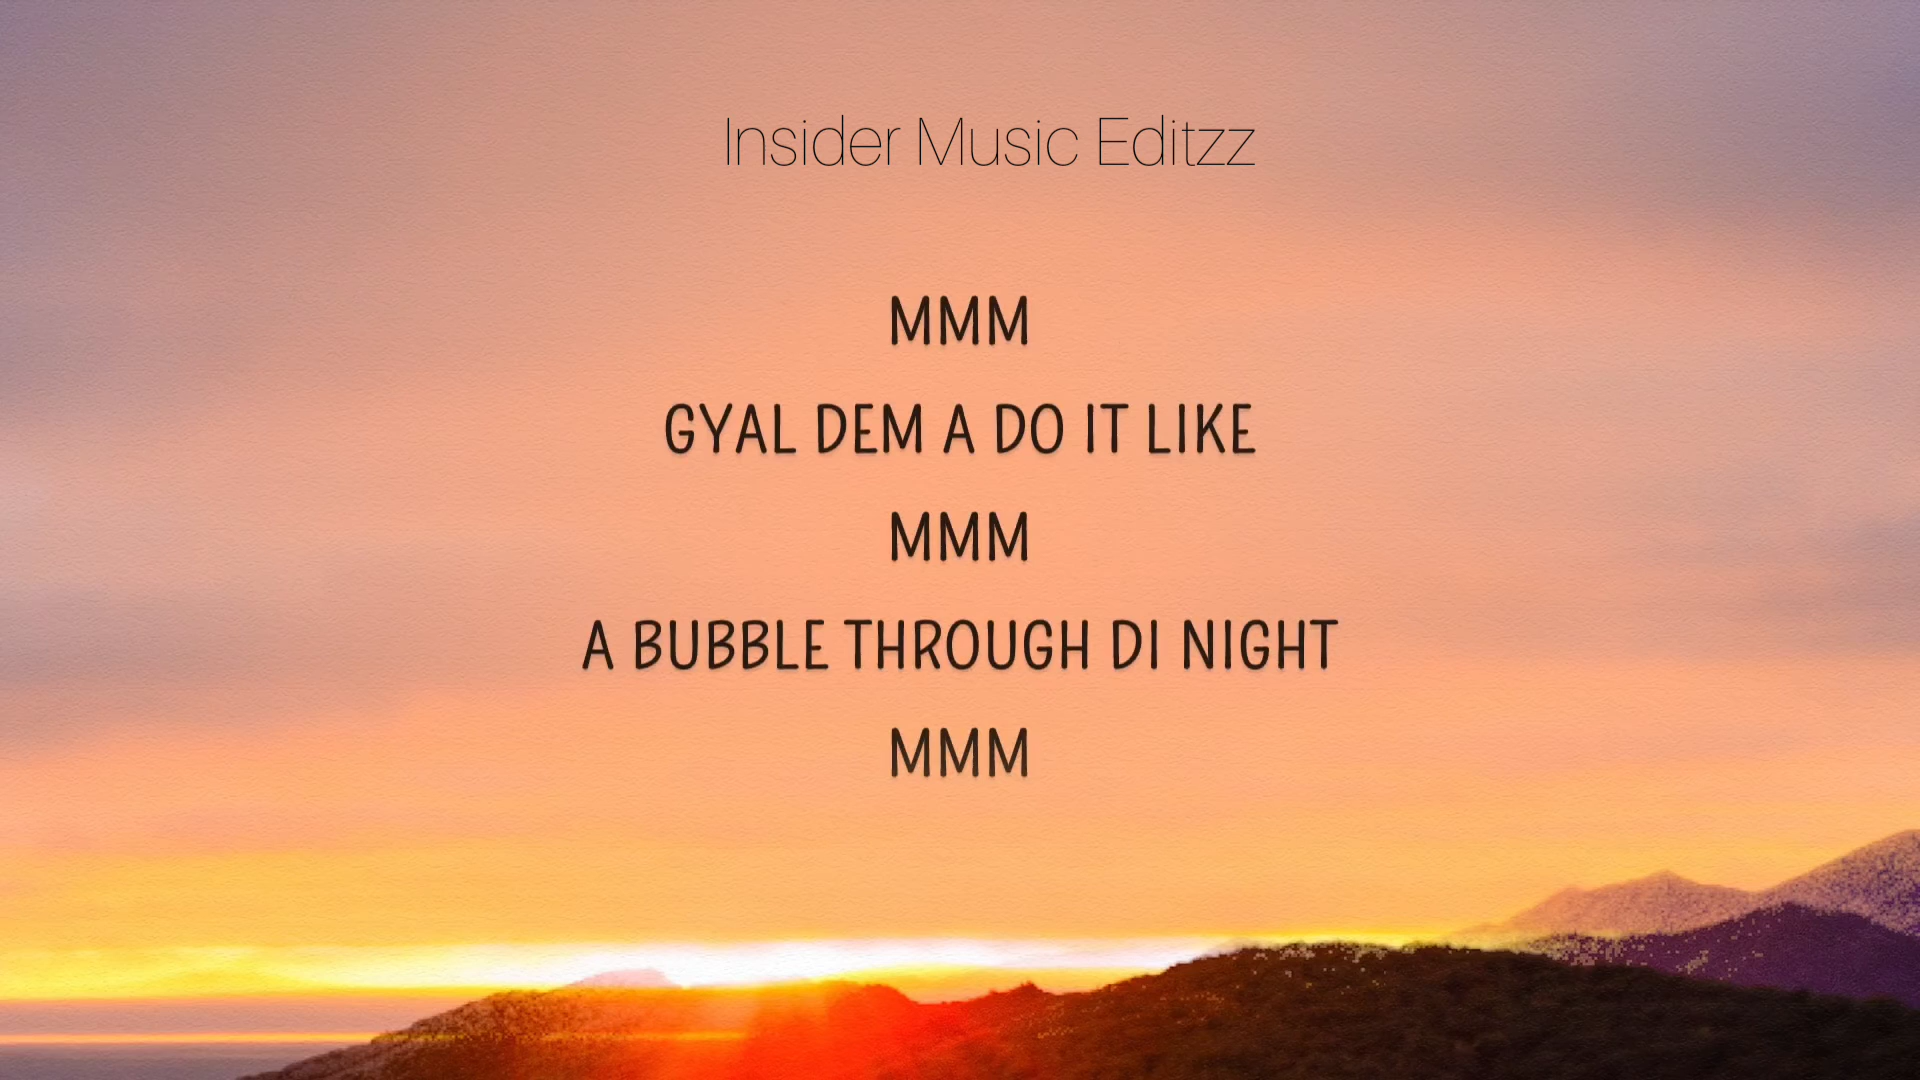 Insider Music Editzz
MMM
GYAL DEM A DO IT LIKE
MMM
A BUBBLE THROUGH DI NIGHT
MMM